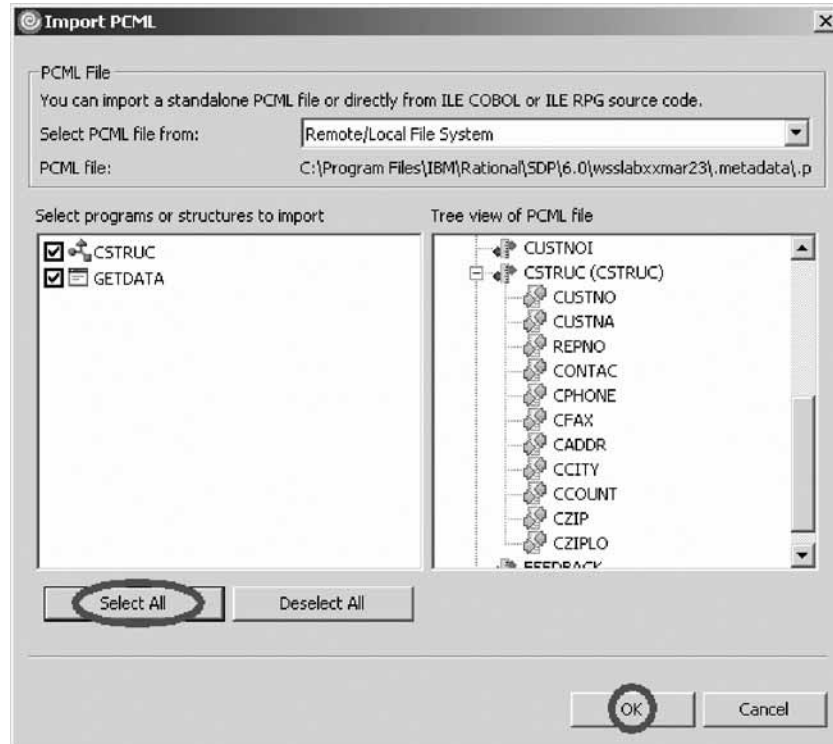 Import PCML
PCML File
You can import a standalone PCML file or directly from ILE COBOL or ILE RPG source code.
Select PCML file from:
Remote/Local File System
PCML file:
C:\Program Files\IBM\Rational\SDP\6.0\wsslabxxmar23\.metadata\.p
Select programs or structures to import
CSTRUC
GETDATA
Tree view of PCML file
CUSTNOI
CSTRUC (CSTRUC)
CUSTNO
CUSTNA
REPNO
CONTAC
CPHONE
CFAX
CADDR
CCITY
CCOUNT
CZIP
CZIPLO
FEEDBACK
Select All
Deselect All
OK
Cancel